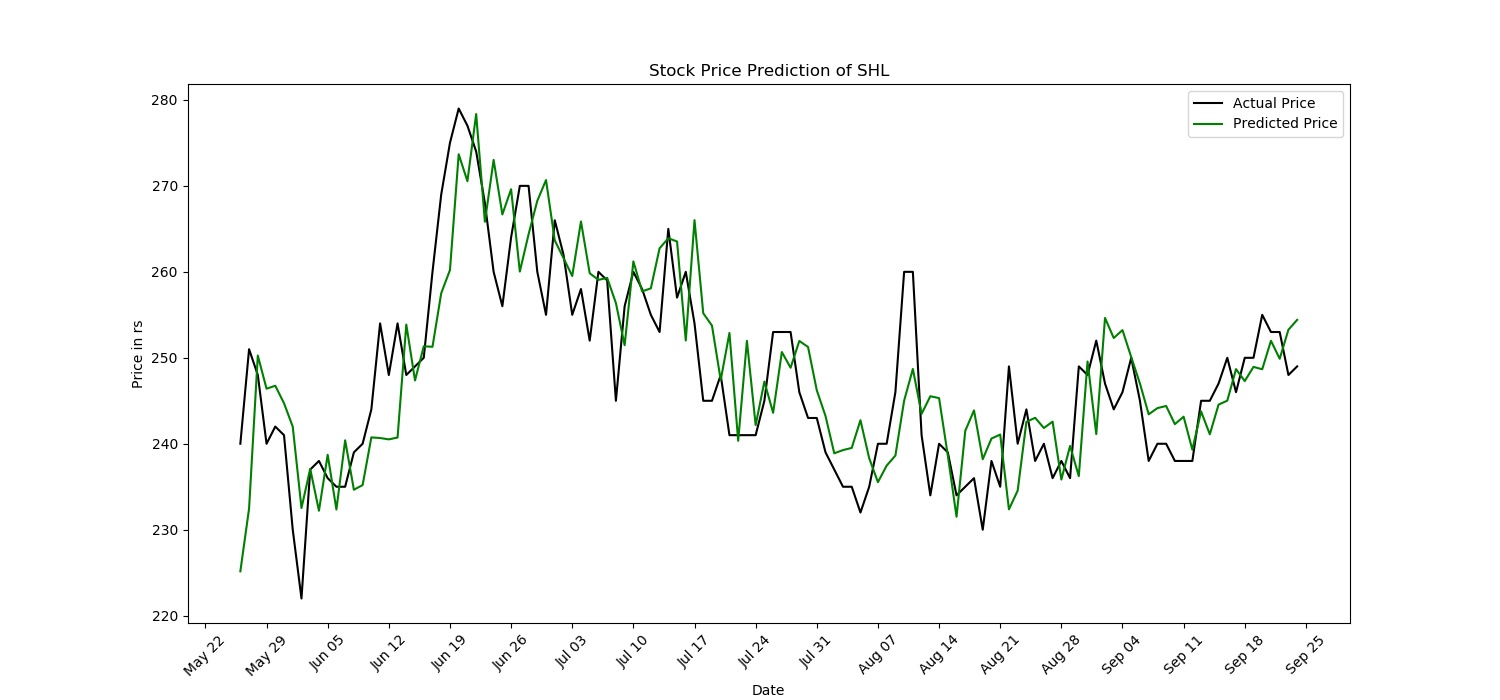 Stock Price Prediction of SHL
Actual Price
Predicted Price
Price in rs
280
270
260
250
240
230
220
May 22
May 29
Jun 05
Jun 12
Jun 19
Jun 26
Jul 03
Jul 10
Jul 17
Jul 24
Jul 31
Aug 07
Aug 14
Aug 21
Aug 28
Sep 04
Sep 11
Sep 18
Sep 25
Date